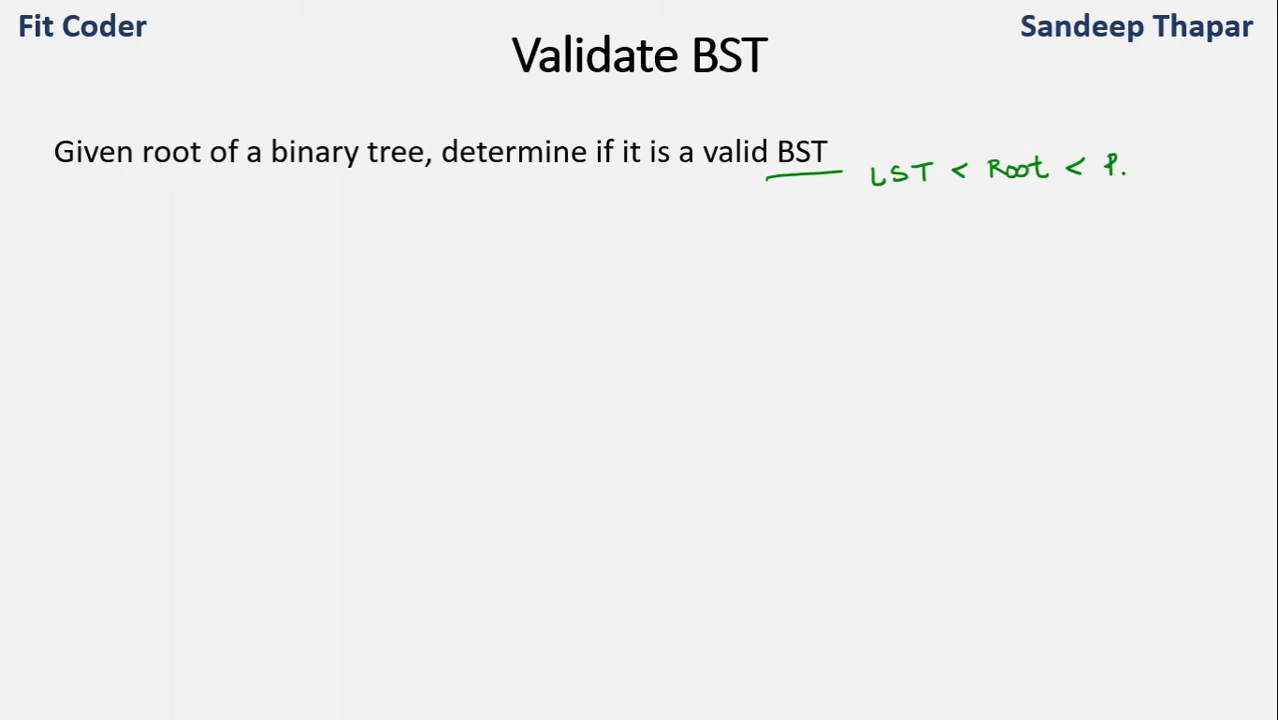 Fit Coder
Sandeep Thapar
Validate BST
Given root of a binary tree, determine if it is a valid BST
LST < Root <